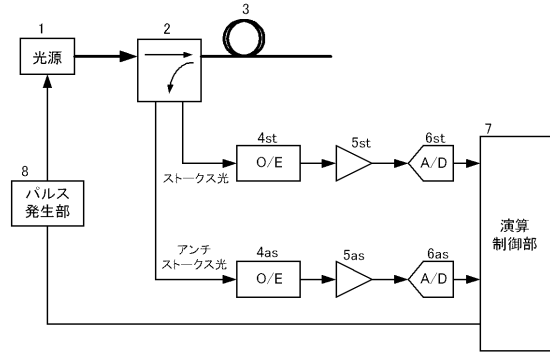 1
光源
2
3
4st
O/E
5st
6st
A/D
7
演算
制御部
ストークス光
8
パルス
発生部
アンチ
ストークス光
4as
O/E
5as
6as
A/D